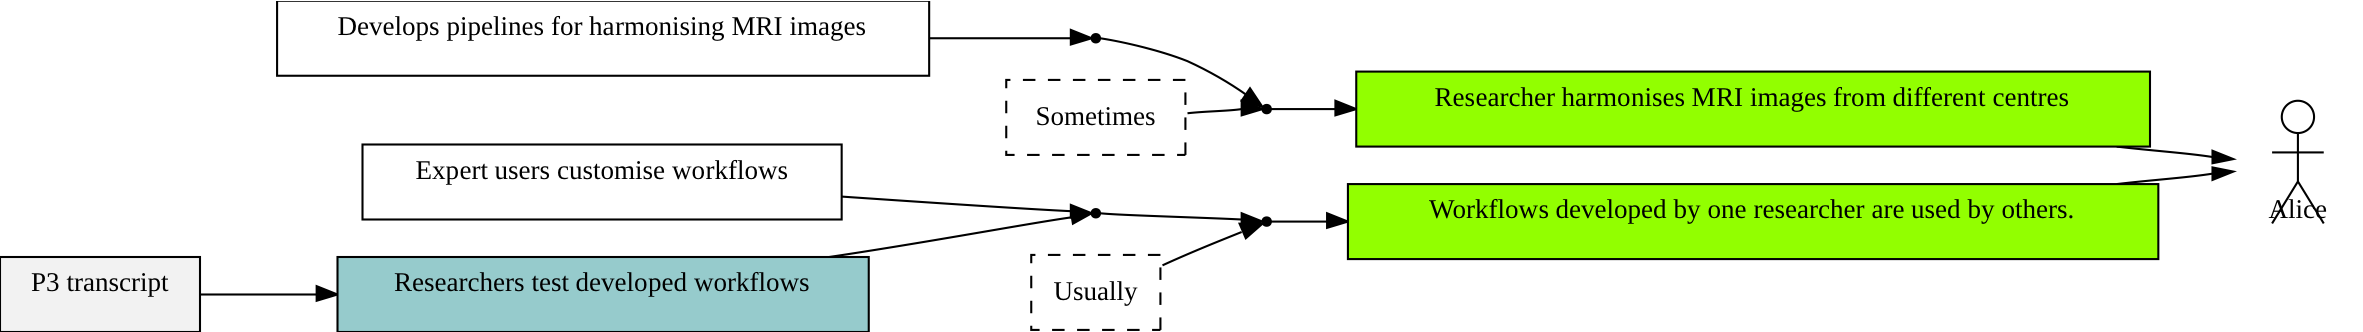 Develops pipelines for harmonising MRI images
Sometimes
Researcher harmonises MRI images from different centres
Expert users customise workflows
Workflows developed by one researcher are used by others.
Alice
P3 transcript
Researchers test developed workflows
Usually